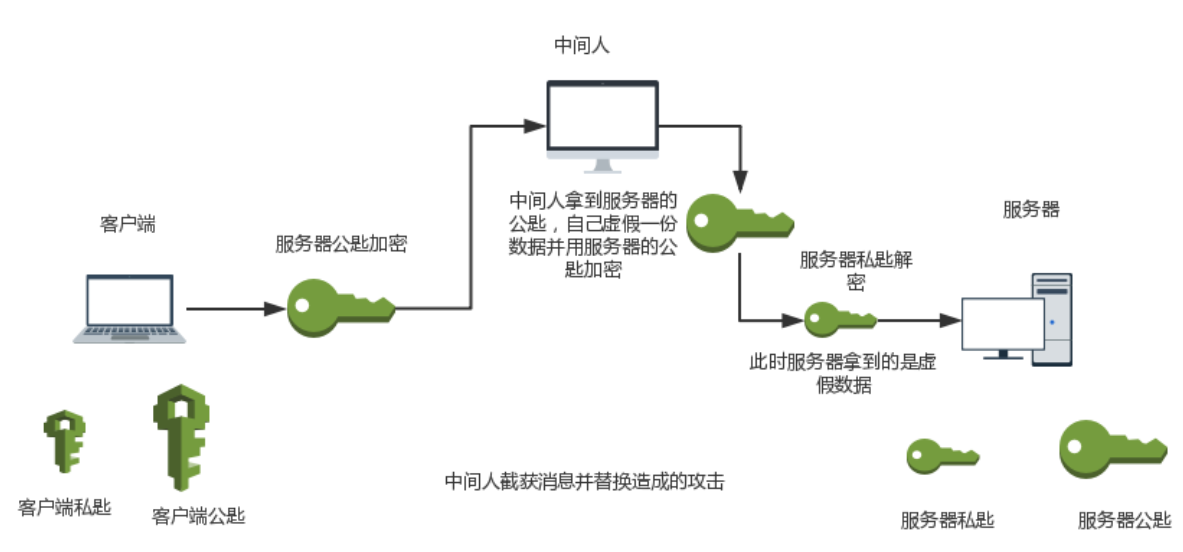 中间人
客户端
服务器公匙加密
中间人拿到服务器的
公匙，自己虚假一份
数据并用服务器的公
匙加密
服务器
服务器私匙解
密
此时服务器拿到的是虚
假数据
中间人截获消息并替换造成的攻击
客户端私匙
客户端公匙
服务器私匙
服务器公匙